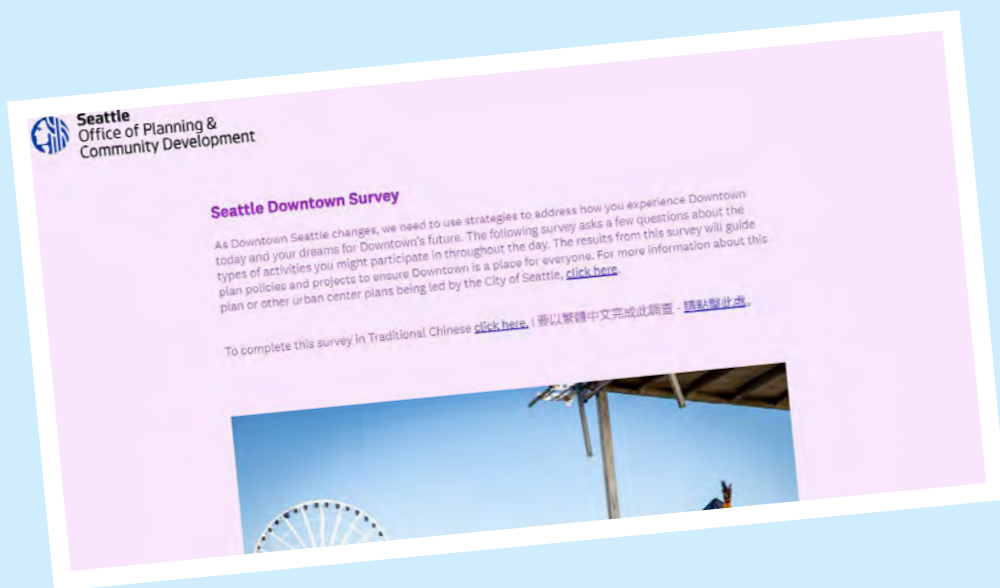 Seattle
Office of Planning &
Community Development
Seattle Downtown Survey
As Downtown Seattle changes, we need to use strategies to address how you experience Downtown
today and your dreams for Downtown's future. The following survey asks a few questions about the
types of activities you might participate in throughout the day. The results from this survey will guide
plan policies and projects to ensure Downtown is a place for everyone. For more information about this
plan or other urban center plans being led by the City of Seattle, click here.
To complete this survey in Traditional Chinese click here. | 要以繁體中文完成此調查 - 請點擊此處。